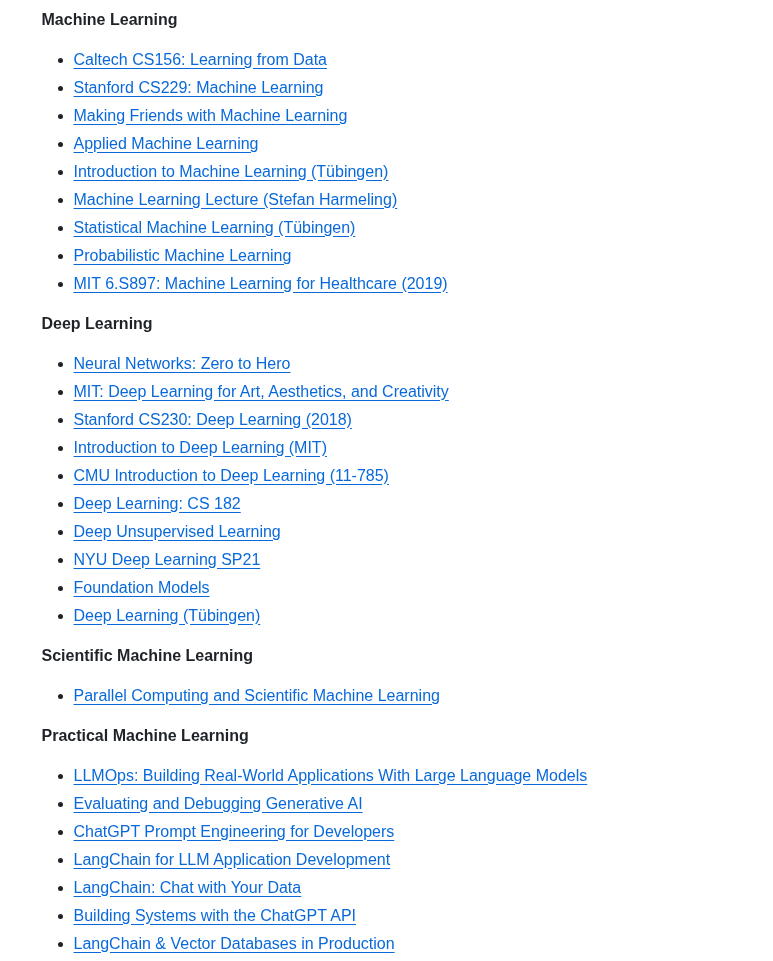 Machine Learning
Caltech CS156: Learning from Data
Stanford CS229: Machine Learning
Making Friends with Machine Learning
Applied Machine Learning
Introduction to Machine Learning (Tübingen)
Machine Learning Lecture (Stefan Harmeling)
Statistical Machine Learning (Tübingen)
Probabilistic Machine Learning
MIT 6.S897: Machine Learning for Healthcare (2019)
Deep Learning
Neural Networks: Zero to Hero
MIT: Deep Learning for Art, Aesthetics, and Creativity
Stanford CS230: Deep Learning (2018)
Introduction to Deep Learning (MIT)
CMU Introduction to Deep Learning (11-785)
Deep Learning: CS 182
Deep Unsupervised Learning
NYU Deep Learning SP21
Foundation Models
Deep Learning (Tübingen)
Scientific Machine Learning
Parallel Computing and Scientific Machine Learning
Practical Machine Learning
LLMOps: Building Real-World Applications With Large Language Models
Evaluating and Debugging Generative AI
ChatGPT Prompt Engineering for Developers
LangChain for LLM Application Development
LangChain: Chat with Your Data
Building Systems with the ChatGPT API
LangChain & Vector Databases in Production